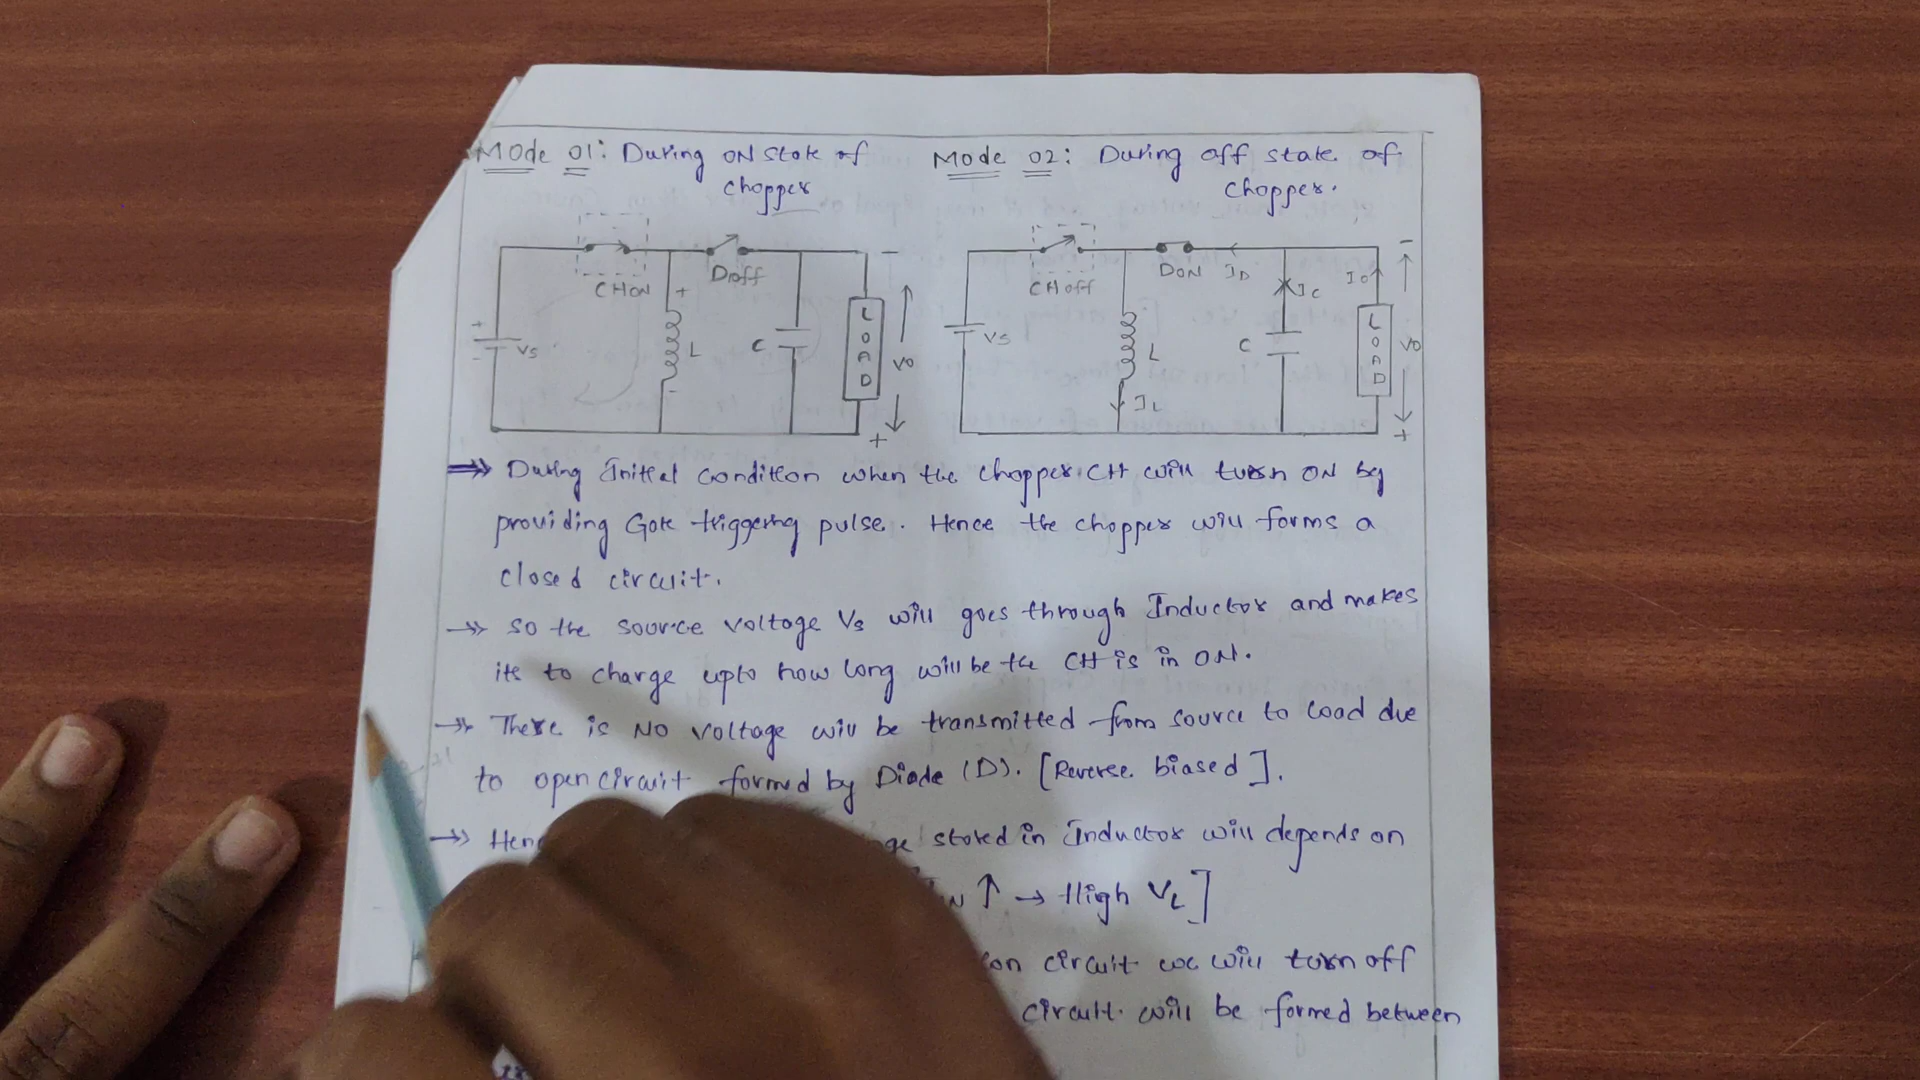 Mode 01: During ON state of
chopper
Mode 02: During off state of
chopper.
CHON
Doff
+
-
+
-
Vs
L
C
LOAD
-
Vo
+
CHoff
DON
ID
IC
Io
-
Vs
L
IL
C
LOAD
Vo
+
During Initial condition when the chopper CH will turn ON by
providing Gate triggering pulse. Hence the chopper will forms a
closed circuit.
so the source voltage Vs will goes through Inductor and makes
its to charge upto how long will be the CH is in ON.
There is NO voltage will be transmitted from source to load due
to open circuit formed by Diode (D). [Reverse biased].
stored in Inductor will depends on
↑ → High VL]
circuit we will turn off
circuit will be formed between